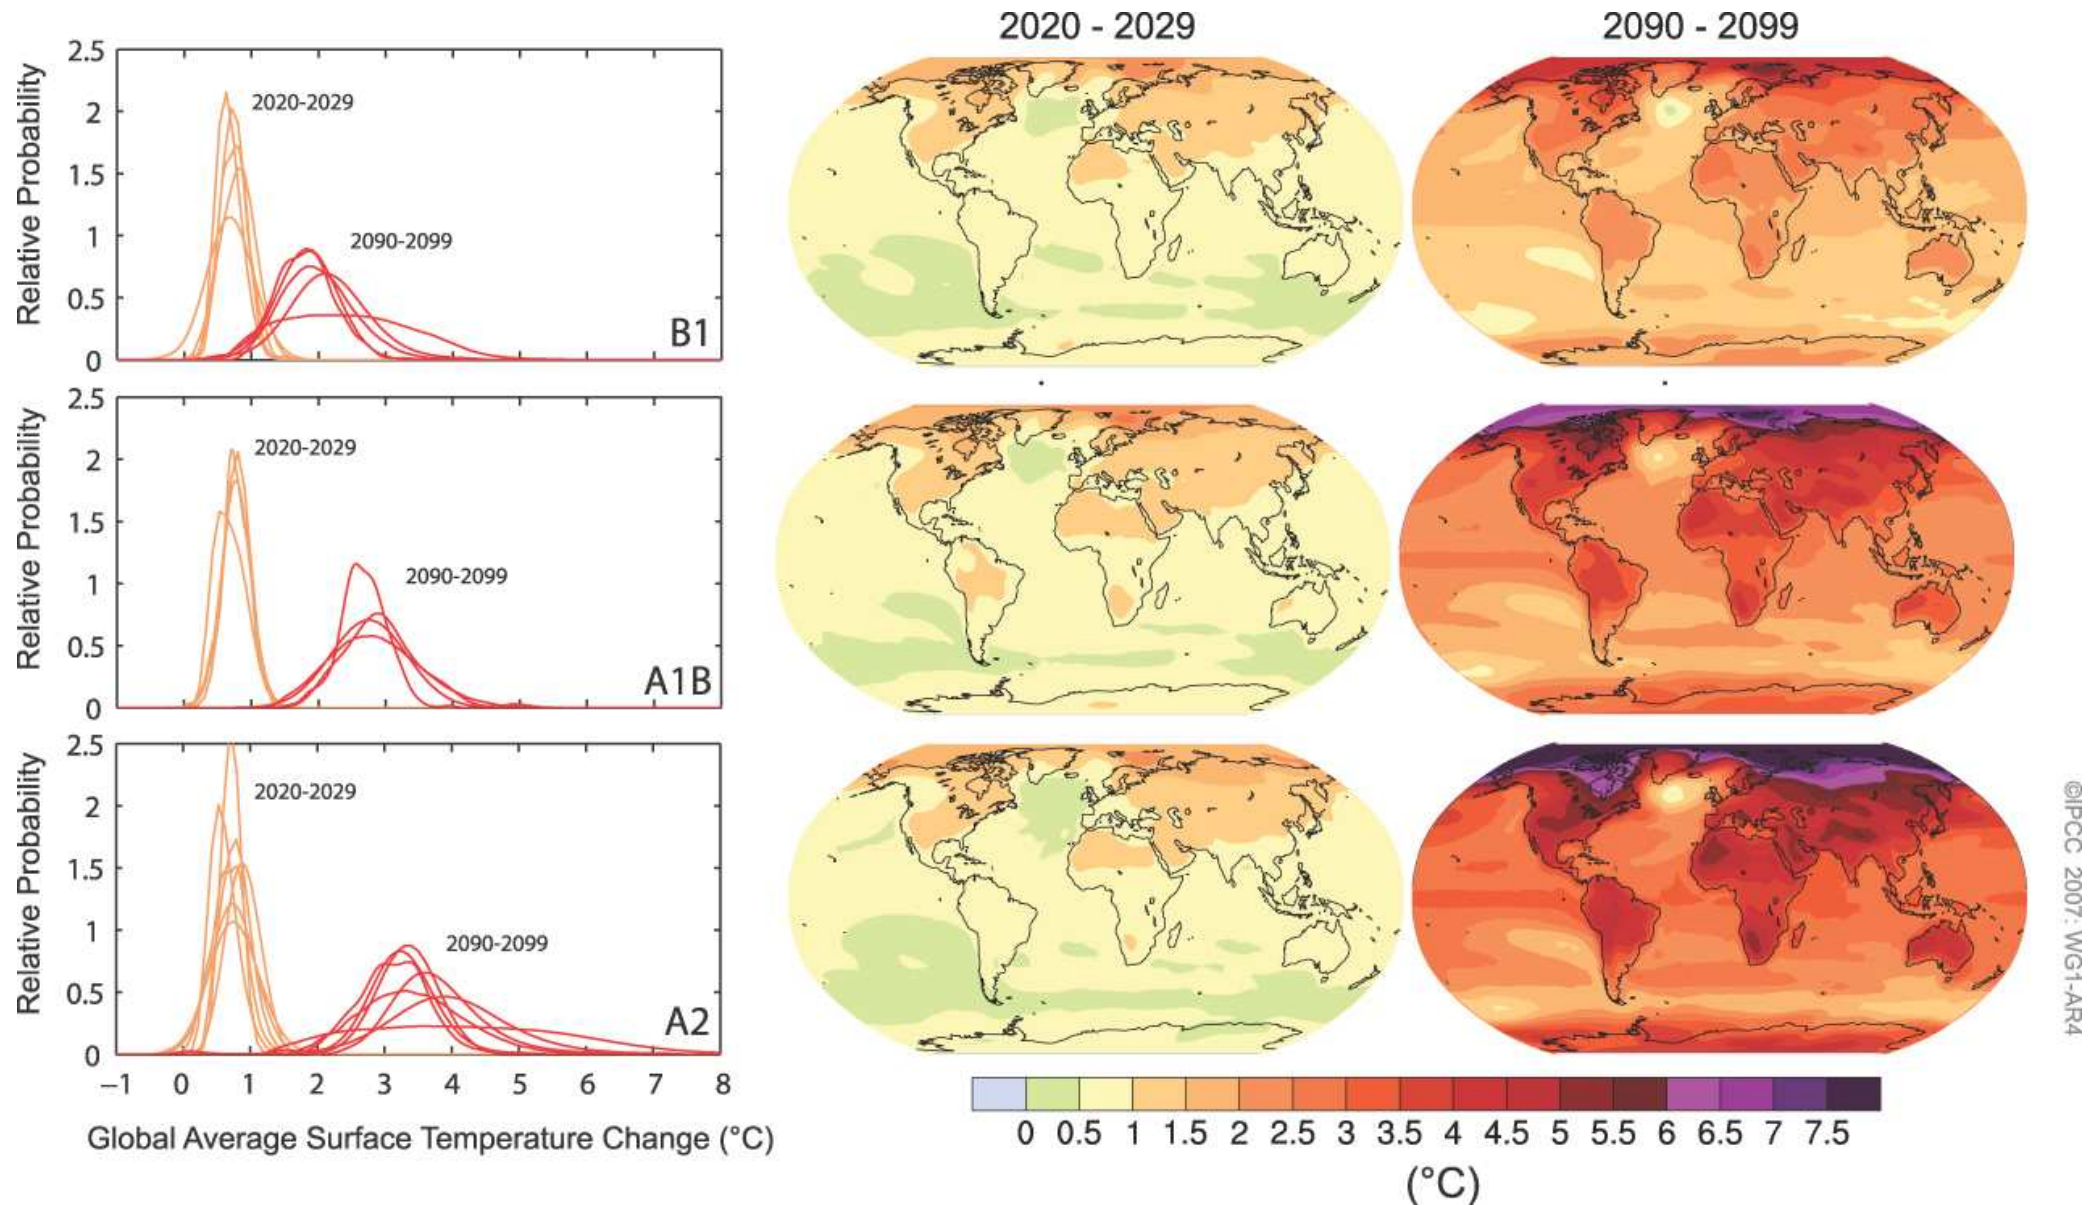 2020 - 2029
2090 - 2099
Relative Probability
2.5
2
1.5
1
0.5
0
2020-2029
2090-2099
B1
Relative Probability
2.5
2
1.5
1
0.5
0
2020-2029
2090-2099
A1B
Relative Probability
2.5
2
1.5
1
0.5
0
2020-2029
2090-2099
A2
−1 0 1 2 3 4 5 6 7 8
Global Average Surface Temperature Change (°C)
0 0.5 1 1.5 2 2.5 3 3.5 4 4.5 5 5.5 6 6.5 7 7.5
(°C)
©IPCC 2007: WG1-AR4